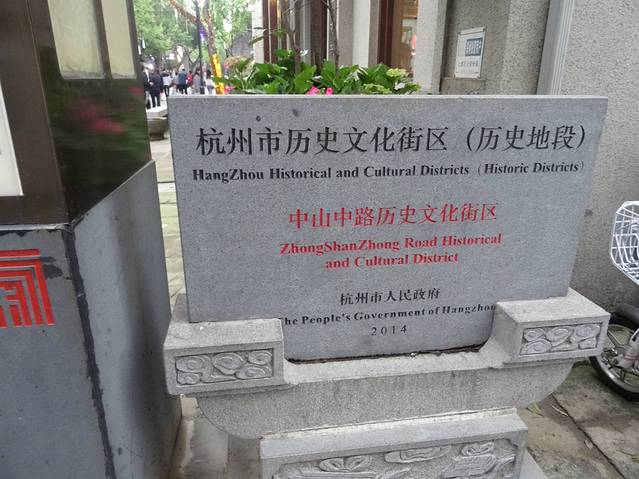 杭州市历史文化街区（历史地段）
HangZhou Historical and Cultural Districts（Historic Districts）
中山中路历史文化街区
ZhongShanZhong Road Historical
and Cultural District
杭州市人民政府
he People's Government of Hangzhou
2014